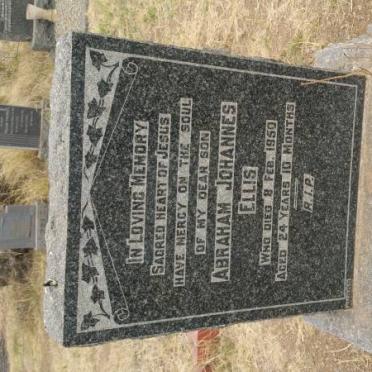 IN LOVING MEMORY
SACRED HEART OF JESUS
HAVE MERCY ON THE SOUL
OF MY DEAR SON
ABRAHAM JOHANNES
ELLIS
WHO DIED 8 FEB. 1950
AGED 24 YEARS 18 MONTHS
R.I.P.